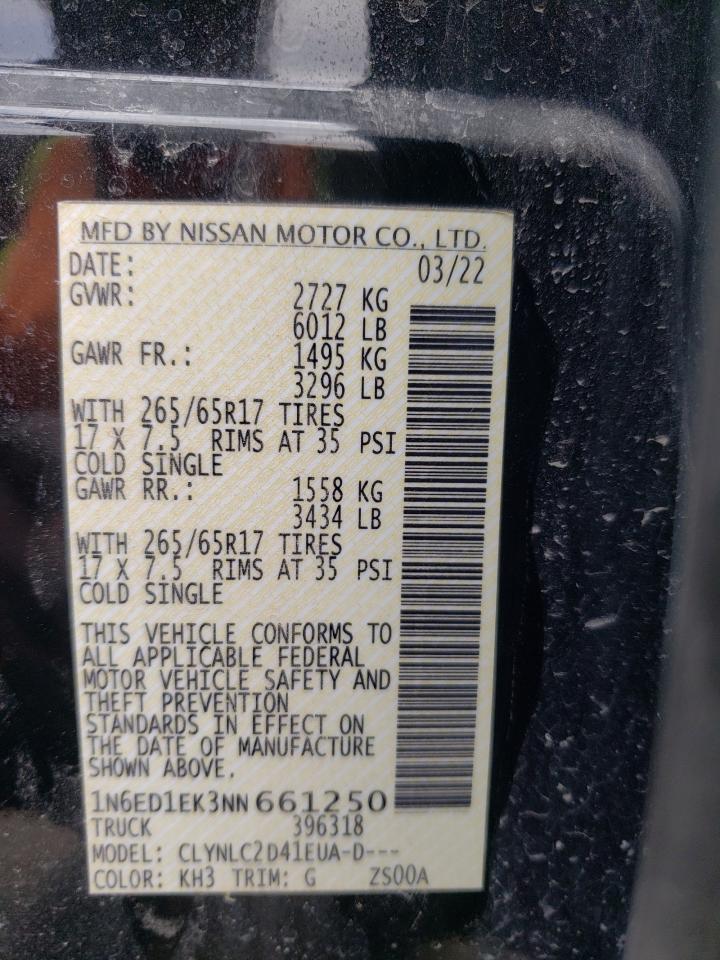 MFD BY NISSAN MOTOR CO., LTD.
DATE: 03/22
GVWR: 2727 KG
6012 LB
GAWR FR.: 1495 KG
3296 LB
WITH 265/65R17 TIRES
17 X 7.5 RIMS AT 35 PSI
COLD SINGLE
GAWR RR.: 1558 KG
3434 LB
WITH 265/65R17 TIRES
17 X 7.5 RIMS AT 35 PSI
COLD SINGLE
THIS VEHICLE CONFORMS TO
ALL APPLICABLE FEDERAL
MOTOR VEHICLE SAFETY AND
THEFT PREVENTION
STANDARDS IN EFFECT ON
THE DATE OF MANUFACTURE
SHOWN ABOVE.
1N6ED1EK3NN661250
TRUCK 396318
MODEL: CLYNLC2D41EUA-D---
COLOR: KH3 TRIM: G ZS00A